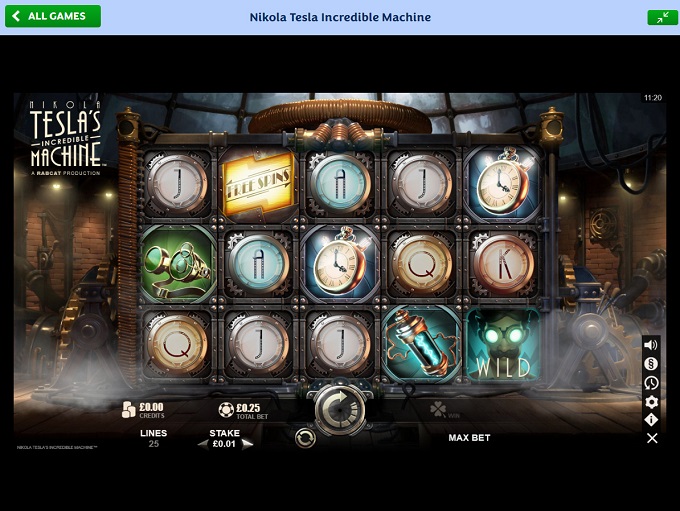 ALL GAMES
Nikola Tesla Incredible Machine
11:20
NIKOLA
TESLA'S
INCREDIBLE
MACHINE™
A RABCAT PRODUCTION
J
FREE SPINS
A
J
A
Q
K
Q
J
J
WILD
£0.00
CREDITS
£0.25
TOTAL BET
WIN
LINES
25
STAKE
£0.01
MAX BET
NIKOLA TESLA'S INCREDIBLE MACHINE™